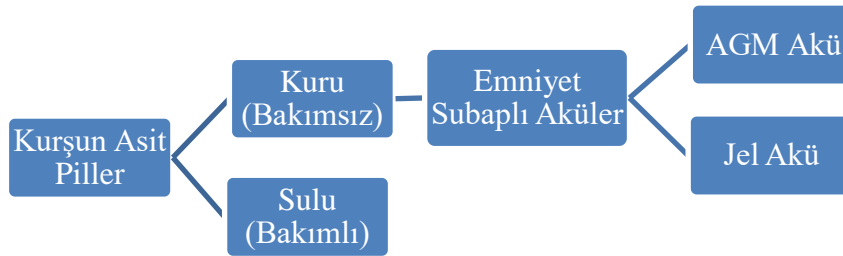 Kurşun Asit
Piller
Kuru
(Bakımsız)
Sulu
(Bakımlı)
Emniyet
Subaplı Aküler
AGM Akü
Jel Akü